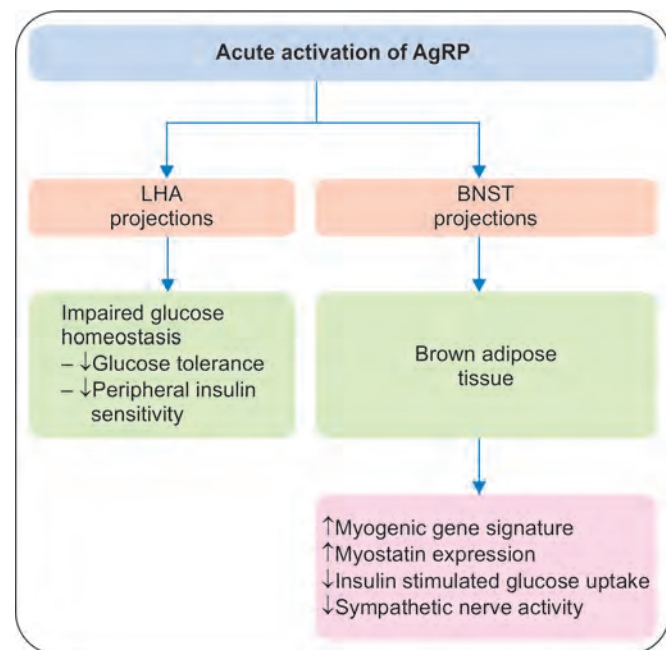 Acute activation of AgRP
LHA
projections
BNST
projections
Impaired glucose
homeostasis
– ↓Glucose tolerance
– ↓Peripheral insulin
sensitivity
Brown adipose
tissue
↑Myogenic gene signature
↑Myostatin expression
↓Insulin stimulated glucose uptake
↓Sympathetic nerve activity